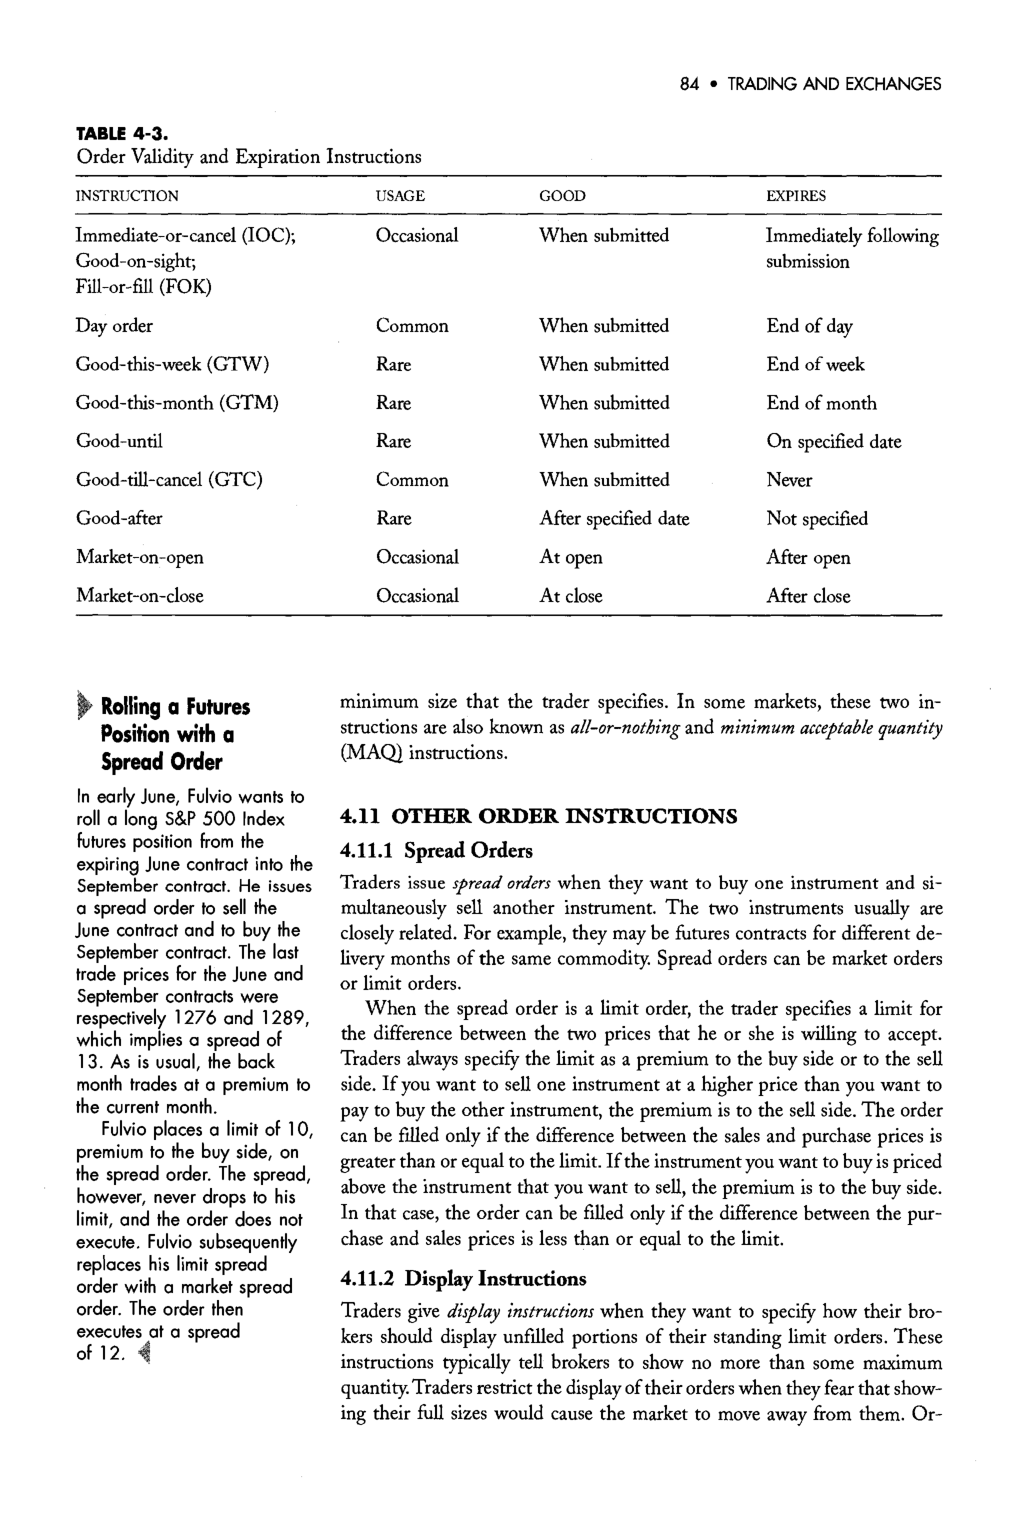 84 • TRADING AND EXCHANGES
TABLE 4-3.
Order Validity and Expiration Instructions
INSTRUCTION USAGE GOOD EXPIRES
Immediate-or-cancel (IOC); Occasional When submitted Immediately following
Good-on-sight; submission
Fill-or-fill (FOK)
Day order Common When submitted End of day
Good-this-week (GTW) Rare When submitted End of week
Good-this-month (GTM) Rare When submitted End of month
Good-until Rare When submitted On specified date
Good-till-cancel (GTC) Common When submitted Never
Good-after Rare After specified date Not specified
Market-on-open Occasional At open After open
Market-on-close Occasional At close After close
Rolling a Futures
Position with a
Spread Order
In early June, Fulvio wants to
roll a long S&P 500 Index
futures position from the
expiring June contract into the
September contract. He issues
a spread order to sell the
June contract and to buy the
September contract. The last
trade prices for the June and
September contracts were
respectively 1276 and 1289,
which implies a spread of
13. As is usual, the back
month trades at a premium to
the current month.
Fulvio places a limit of 10,
premium to the buy side, on
the spread order. The spread,
however, never drops to his
limit, and the order does not
execute. Fulvio subsequently
replaces his limit spread
order with a market spread
order. The order then
executes at a spread
of 12.
minimum size that the trader specifies. In some markets, these two in-
structions are also known as all-or-nothing and minimum acceptable quantity
(MAQ) instructions.
4.11 OTHER ORDER INSTRUCTIONS
4.11.1 Spread Orders
Traders issue spread orders when they want to buy one instrument and si-
multaneously sell another instrument. The two instruments usually are
closely related. For example, they may be futures contracts for different de-
livery months of the same commodity. Spread orders can be market orders
or limit orders.
When the spread order is a limit order, the trader specifies a limit for
the difference between the two prices that he or she is willing to accept.
Traders always specify the limit as a premium to the buy side or to the sell
side. If you want to sell one instrument at a higher price than you want to
pay to buy the other instrument, the premium is to the sell side. The order
can be filled only if the difference between the sales and purchase prices is
greater than or equal to the limit. If the instrument you want to buy is priced
above the instrument that you want to sell, the premium is to the buy side.
In that case, the order can be filled only if the difference between the pur-
chase and sales prices is less than or equal to the limit.
4.11.2 Display Instructions
Traders give display instructions when they want to specify how their bro-
kers should display unfilled portions of their standing limit orders. These
instructions typically tell brokers to show no more than some maximum
quantity. Traders restrict the display of their orders when they fear that show-
ing their full sizes would cause the market to move away from them. Or-